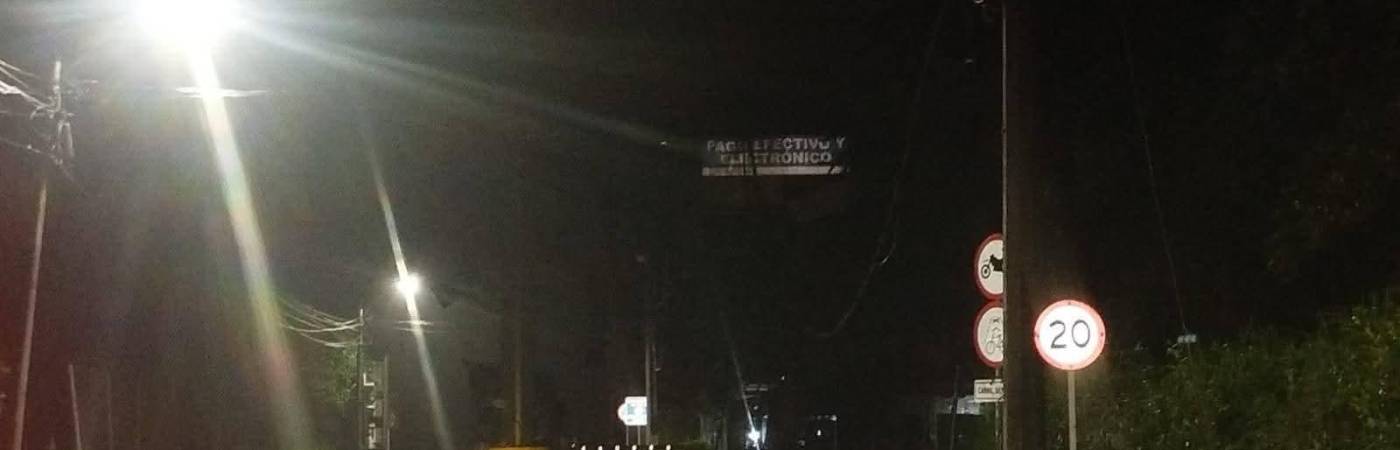 PAGO EFECTIVO Y
ELECTRÓNICO
20